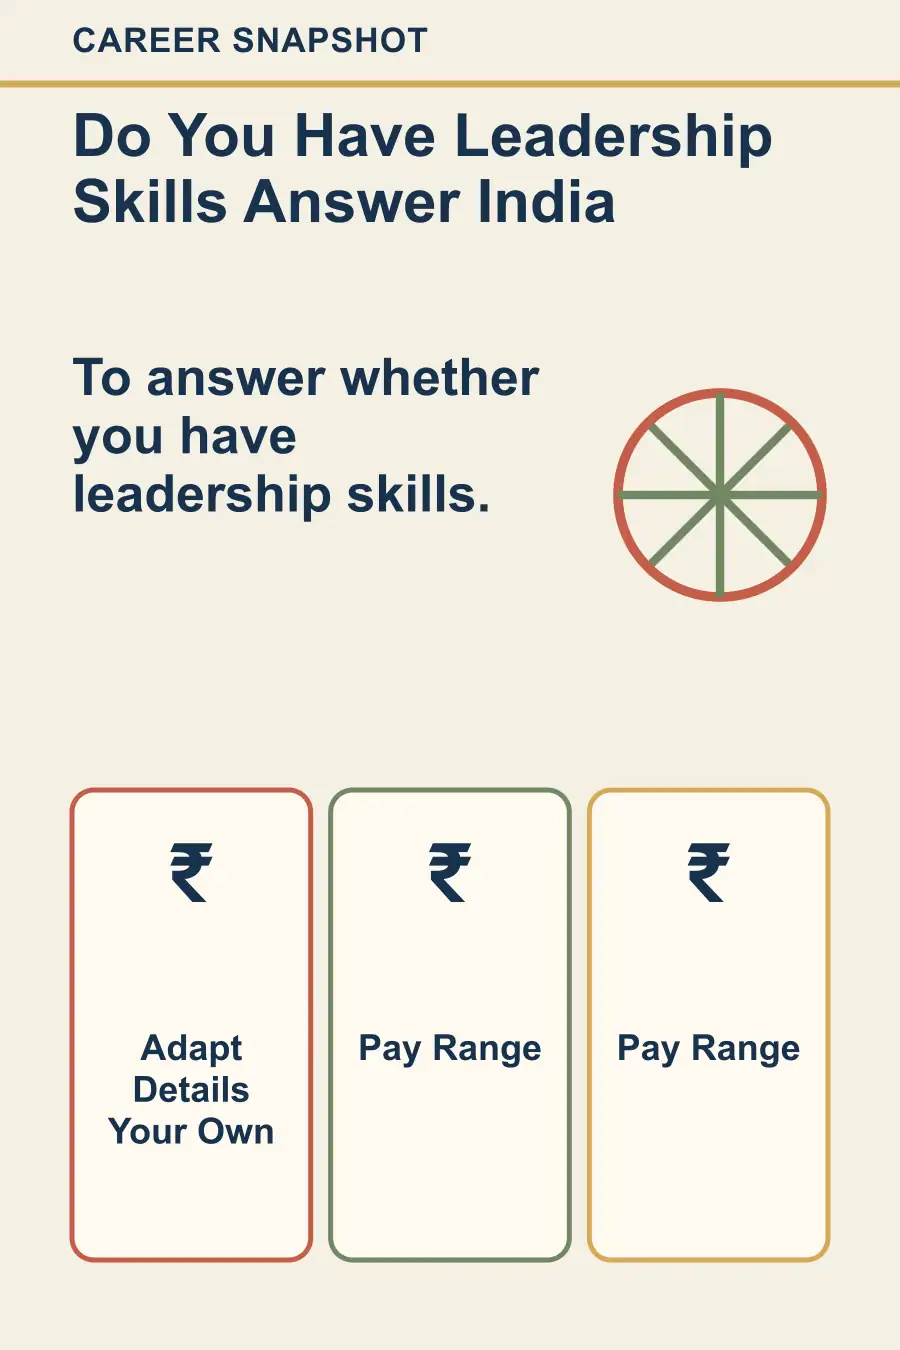 CAREER SNAPSHOT
Do You Have Leadership
Skills Answer India
To answer whether
you have
leadership skills.
₹
₹
₹
Adapt
Details
Your Own
Pay Range
Pay Range